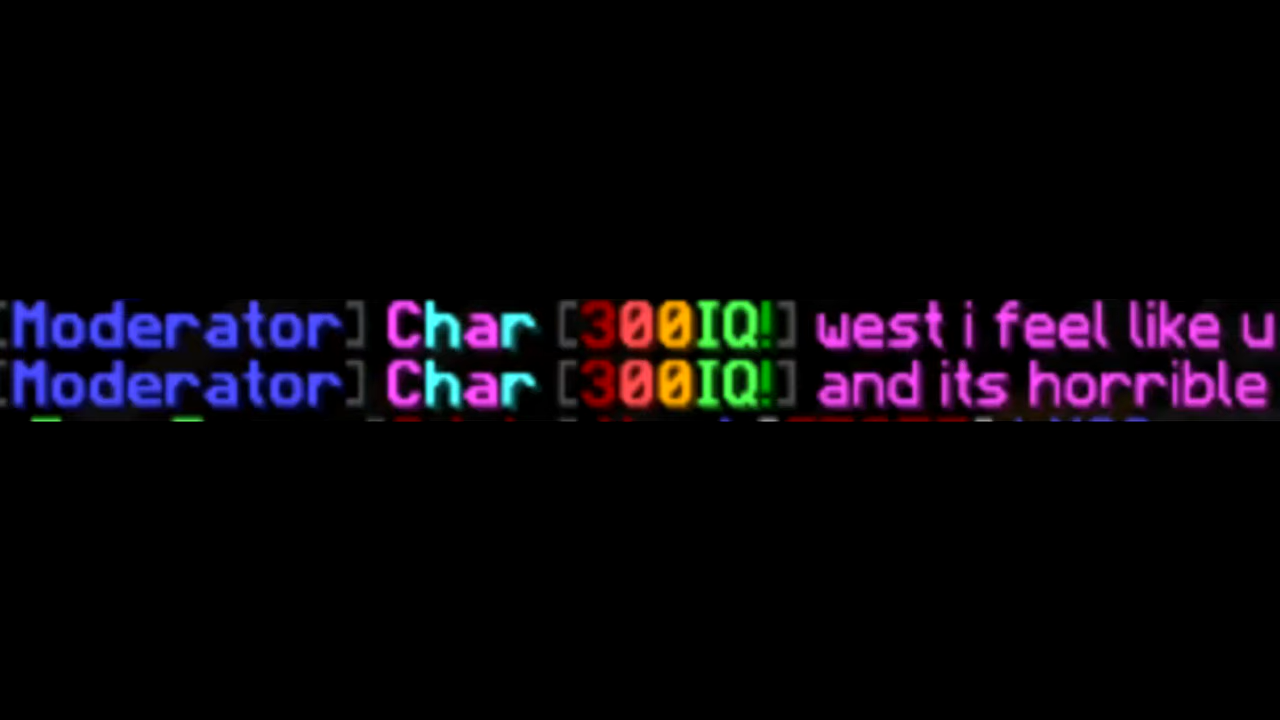 [Moderator] Char [300IQ!] west i feel like u
[Moderator] Char [300IQ!] and its horrible